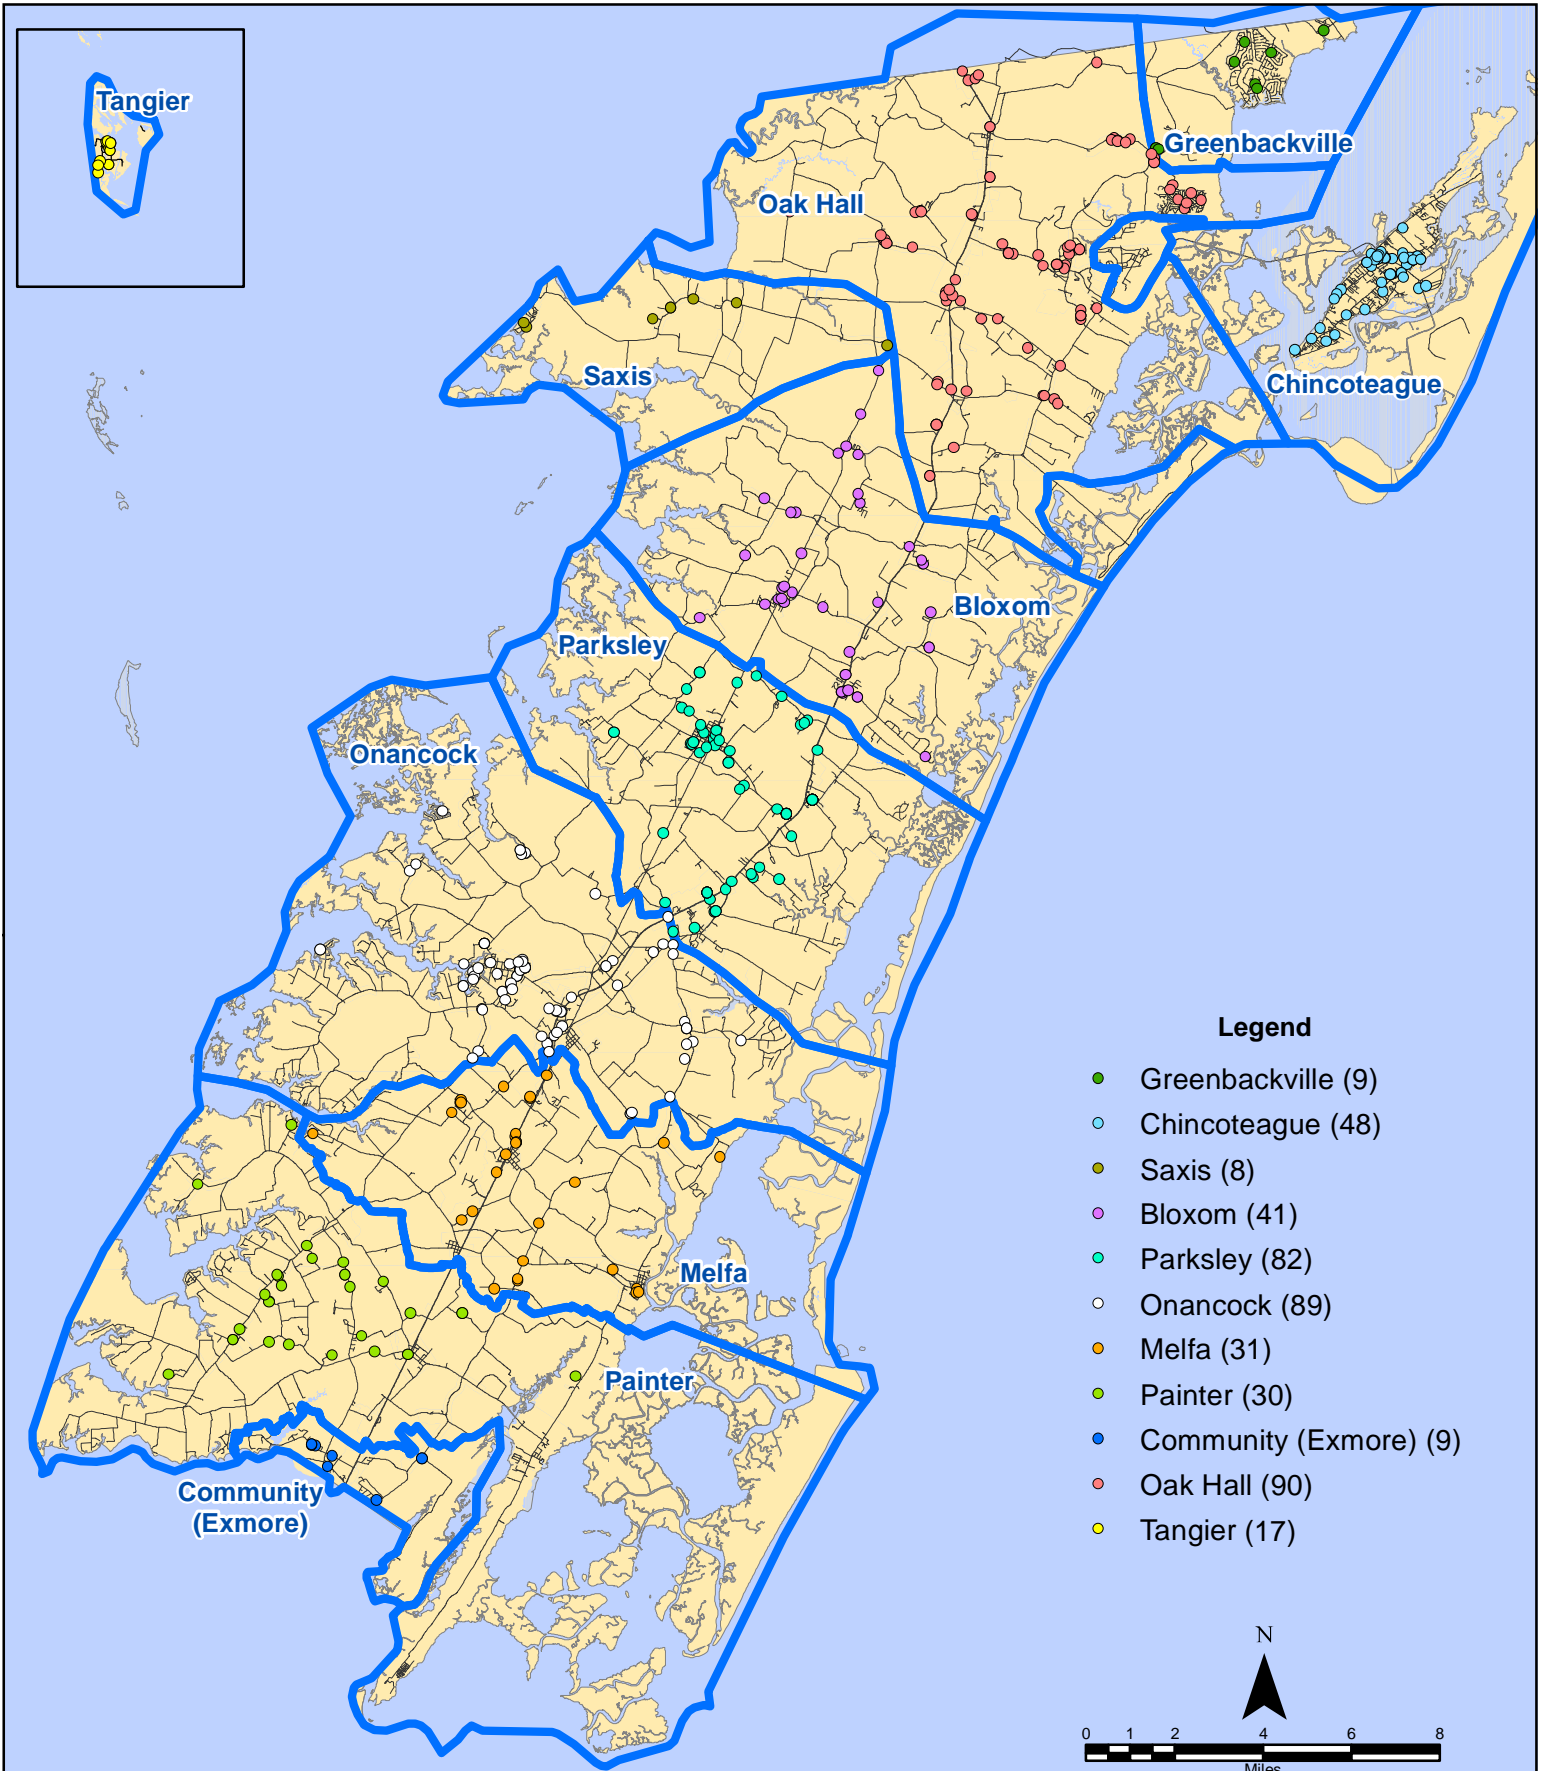 Tangier
Greenbackville
Oak Hall
Chincoteague
Saxis
Bloxom
Parksley
Onancock
Melfa
Painter
Community
(Exmore)
Legend
Greenbackville (9)
Chincoteague (48)
Saxis (8)
Bloxom (41)
Parksley (82)
Onancock (89)
Melfa (31)
Painter (30)
Community (Exmore) (9)
Oak Hall (90)
Tangier (17)
N
0 1 2 4 6 8
Miles